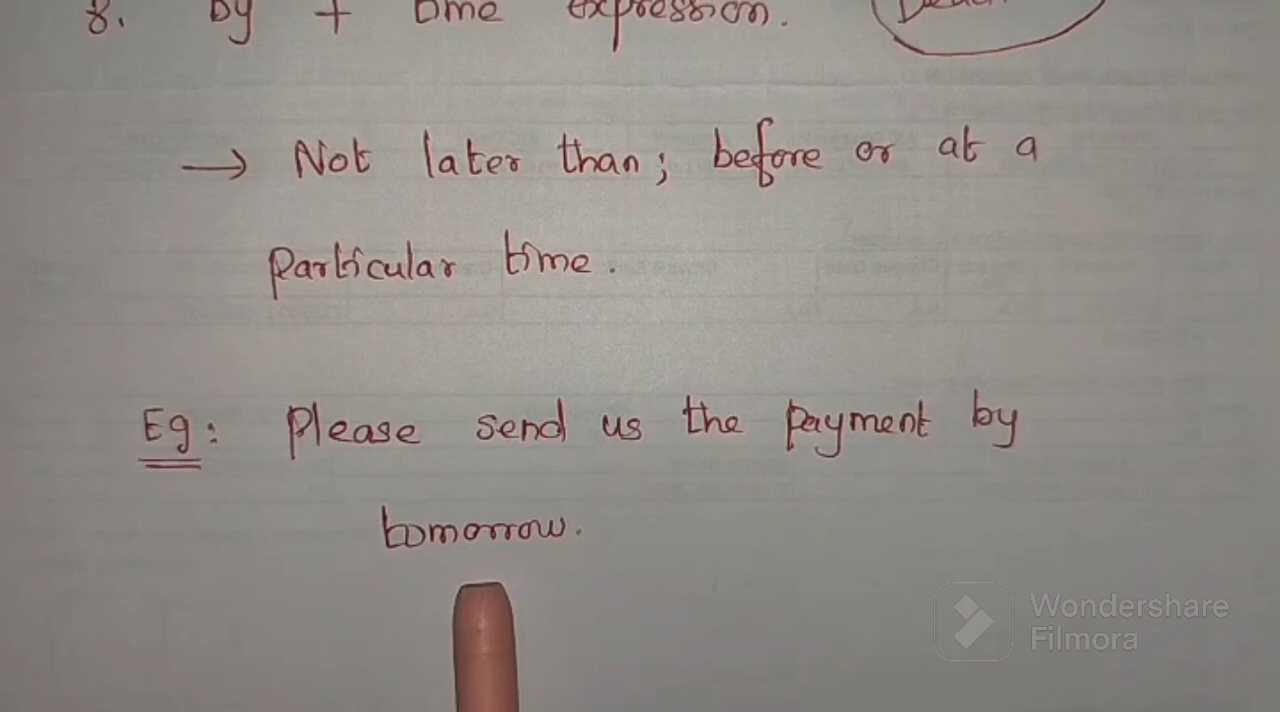 8. by + time expression.
→ Not later than; before or at a
particular time.
Eg: Please send us the payment by
tomorrow.
Wondershare
Filmora